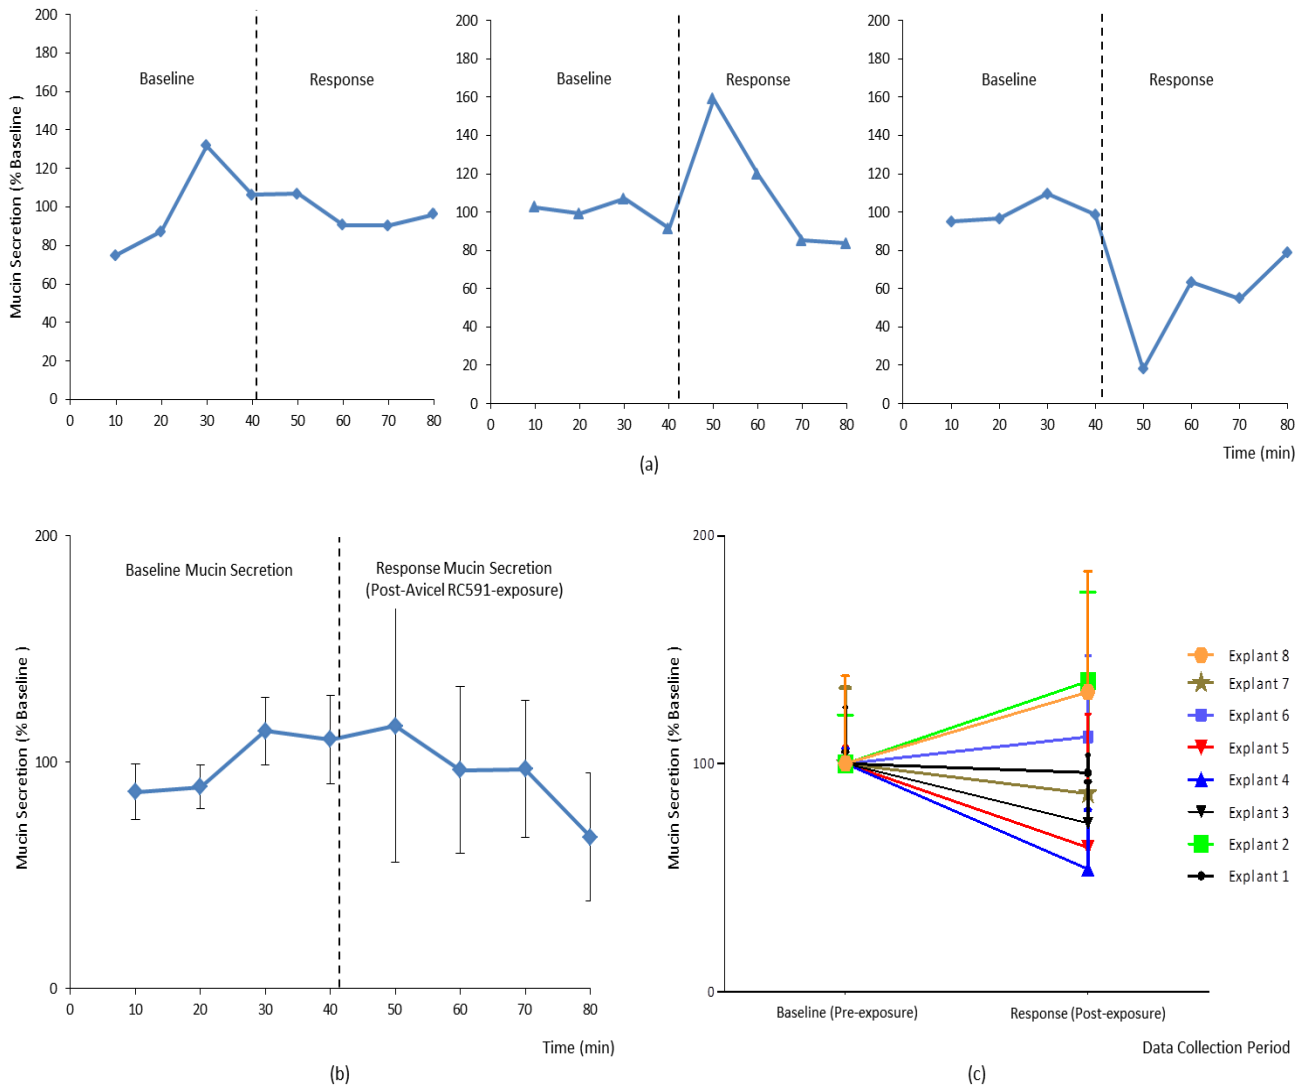 200
180
160
140
120
100
80
60
40
20
0
Mucin Secretion (% Baseline )
Baseline
Response
0 10 20 30 40 50 60 70 80
200
180
160
140
120
100
80
60
40
20
0
Baseline
Response
0 10 20 30 40 50 60 70 80
200
180
160
140
120
100
80
60
40
20
0
Baseline
Response
0 10 20 30 40 50 60 70 80
Time (min)
(a)
200
100
0
Mucin Secretion (% Baseline )
Baseline Mucin Secretion
Response Mucin Secretion
(Post-Avicel RC591-exposure)
0 10 20 30 40 50 60 70 80
Time (min)
(b)
200
100
0
Mucin Secretion (% Baseline )
Explant 8
Explant 7
Explant 6
Explant 5
Explant 4
Explant 3
Explant 2
Explant 1
Baseline (Pre-exposure)
Response (Post-exposure)
Data Collection Period
(c)